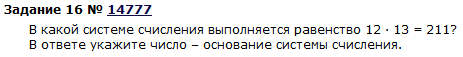 Задание 16 № 14777
В какой системе счисления выполняется равенство 12 · 13 = 211?
В ответе укажите число – основание системы счисления.